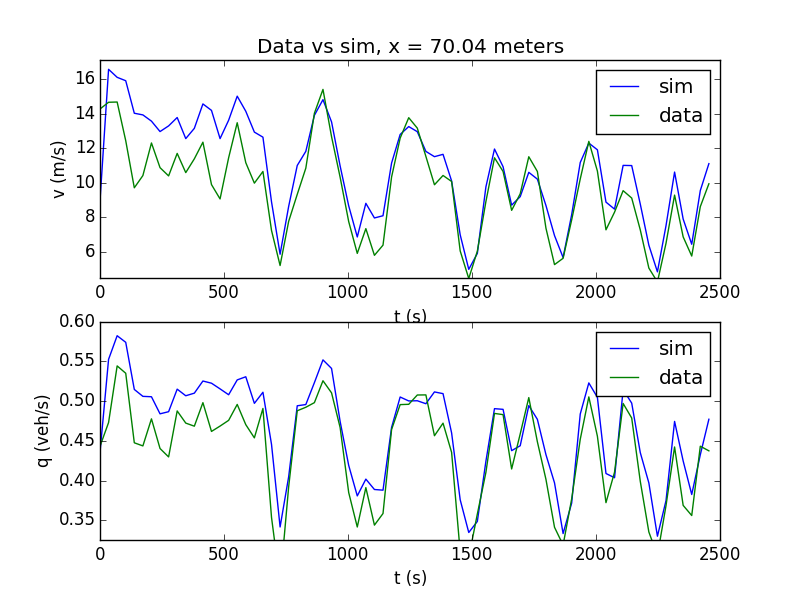 Data vs sim, x = 70.04 meters
16
14
12
10
8
6
v (m/s)
sim
data
0 500 1000 1500 2000 2500
t (s)
0.60
0.55
0.50
0.45
0.40
0.35
q (veh/s)
sim
data
0 500 1000 1500 2000 2500
t (s)